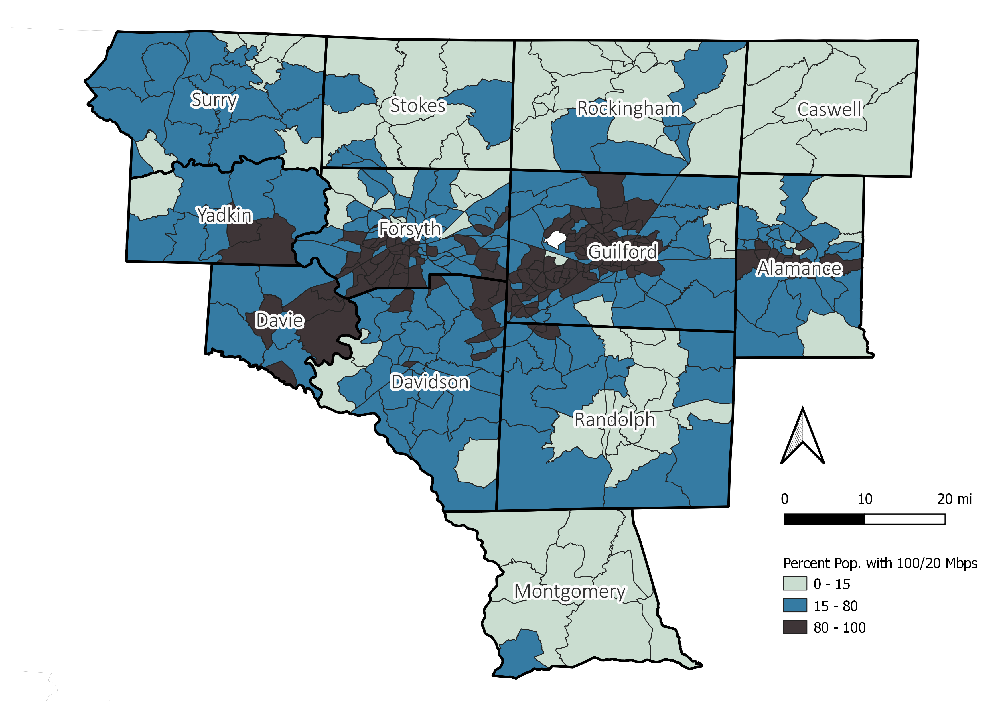 Surry
Stokes
Rockingham
Caswell
Yadkin
Forsyth
Guilford
Alamance
Davie
Davidson
Randolph
Montgomery
0 10 20 mi
Percent Pop. with 100/20 Mbps
0 - 15
15 - 80
80 - 100